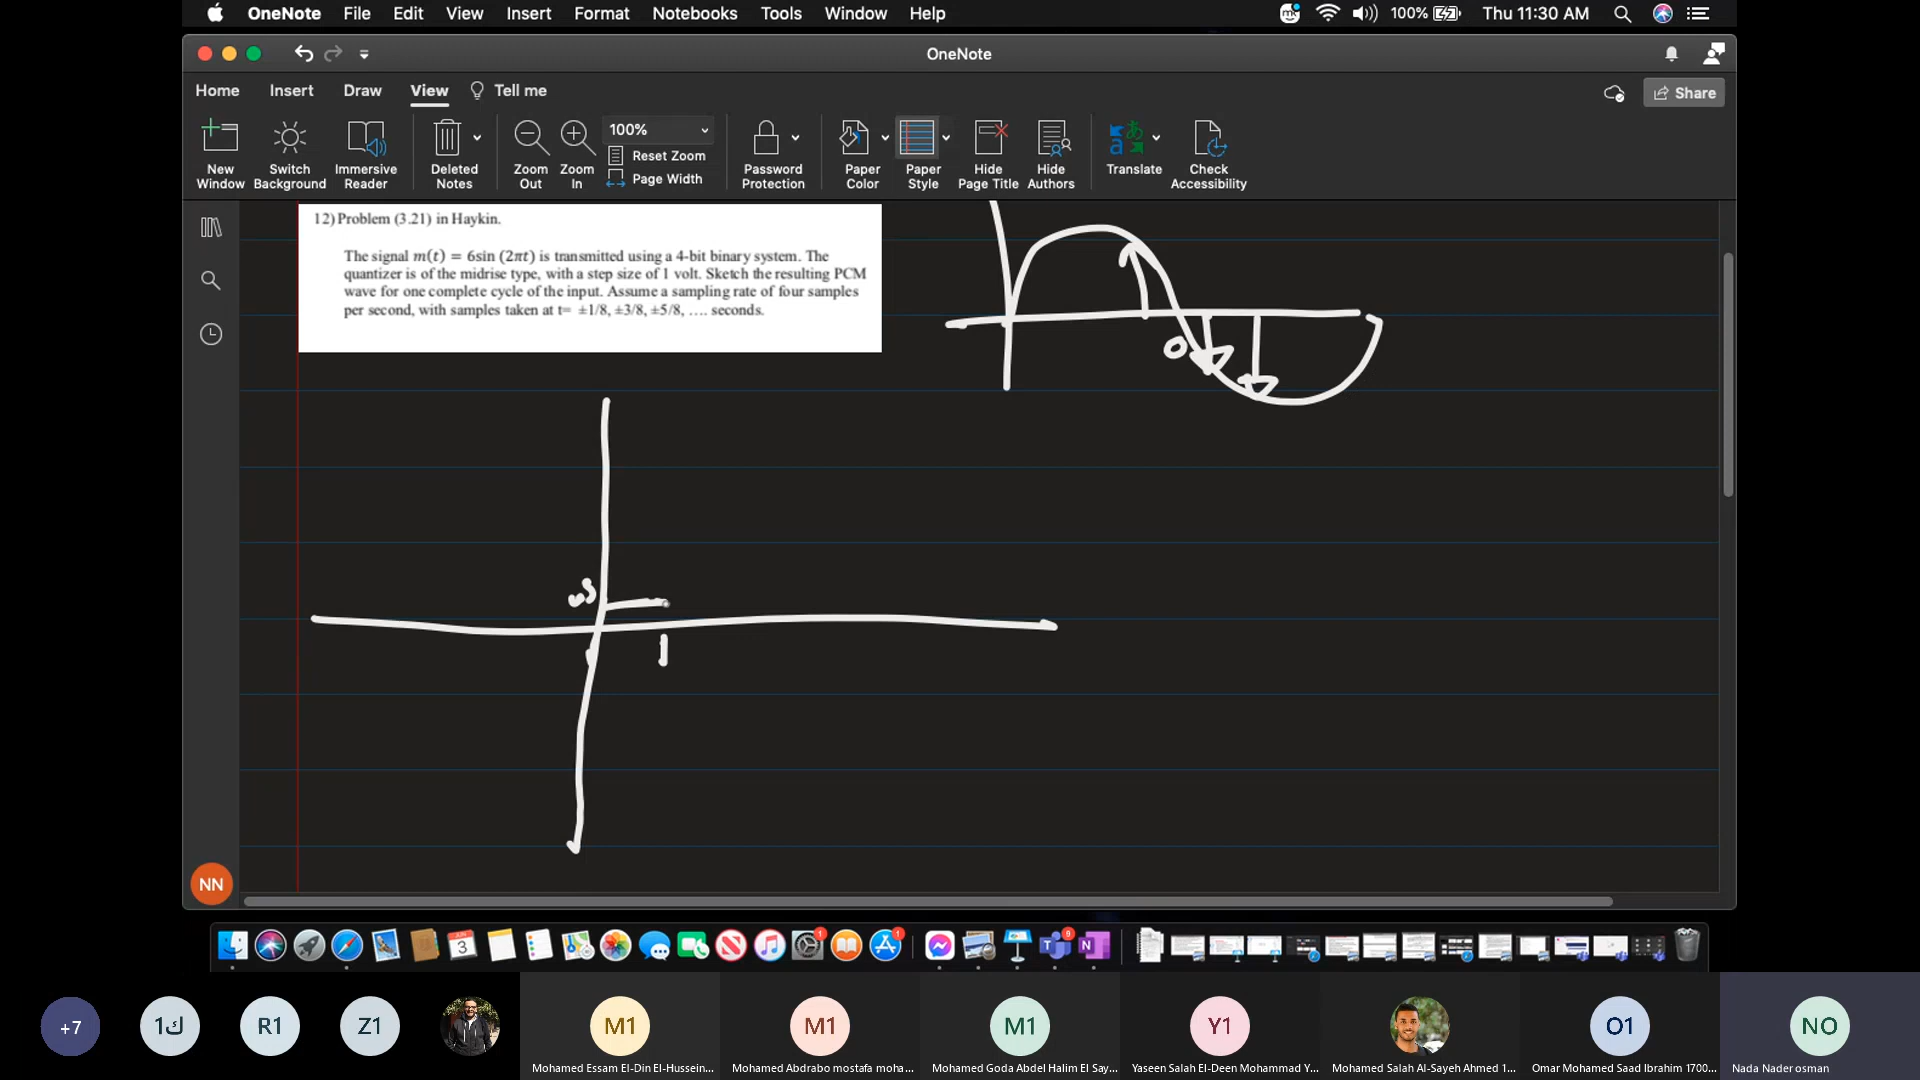 OneNote File Edit View Insert Format Notebooks Tools Window Help
100% Thu 11:30 AM
OneNote
Home Insert Draw View Tell me
Share
New Window
Switch Background
Immersive Reader
Deleted Notes
Zoom Out
Zoom In
100%
Reset Zoom
Page Width
Password Protection
Paper Color
Paper Style
Hide Page Title
Hide Authors
Translate
Check Accessibility
12) Problem (3.21) in Haykin.
The signal m(t) = 6sin (2πt) is transmitted using a 4-bit binary system. The
quantizer is of the midrise type, with a step size of 1 volt. Sketch the resulting PCM
wave for one complete cycle of the input. Assume a sampling rate of four samples
per second, with samples taken at t= ±1/8, ±3/8, ±5/8, …. seconds.
0
1
NN
3
1
1
8
+7
1ك
R1
Z1
M1
M1
M1
Y1
O1
NO
Mohamed Essam El-Din El-Hussein...
Mohamed Abdrabo mostafa moha...
Mohamed Goda Abdel Halim El Say...
Yaseen Salah El-Deen Mohammad Y...
Mohamed Salah Al-Sayeh Ahmed 1...
Omar Mohamed Saad Ibrahim 1700...
Nada Nader osman